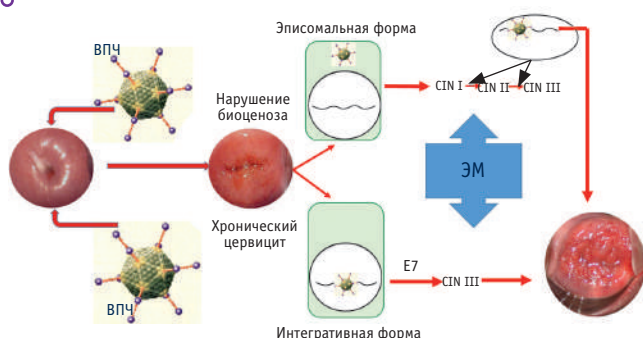 ВПЧ
Эписомальная форма
CIN I
CIN II
CIN III
Нарушение
биоценоза
ЭМ
Хронический
цервицит
E7
CIN III
ВПЧ
Интегративная форма